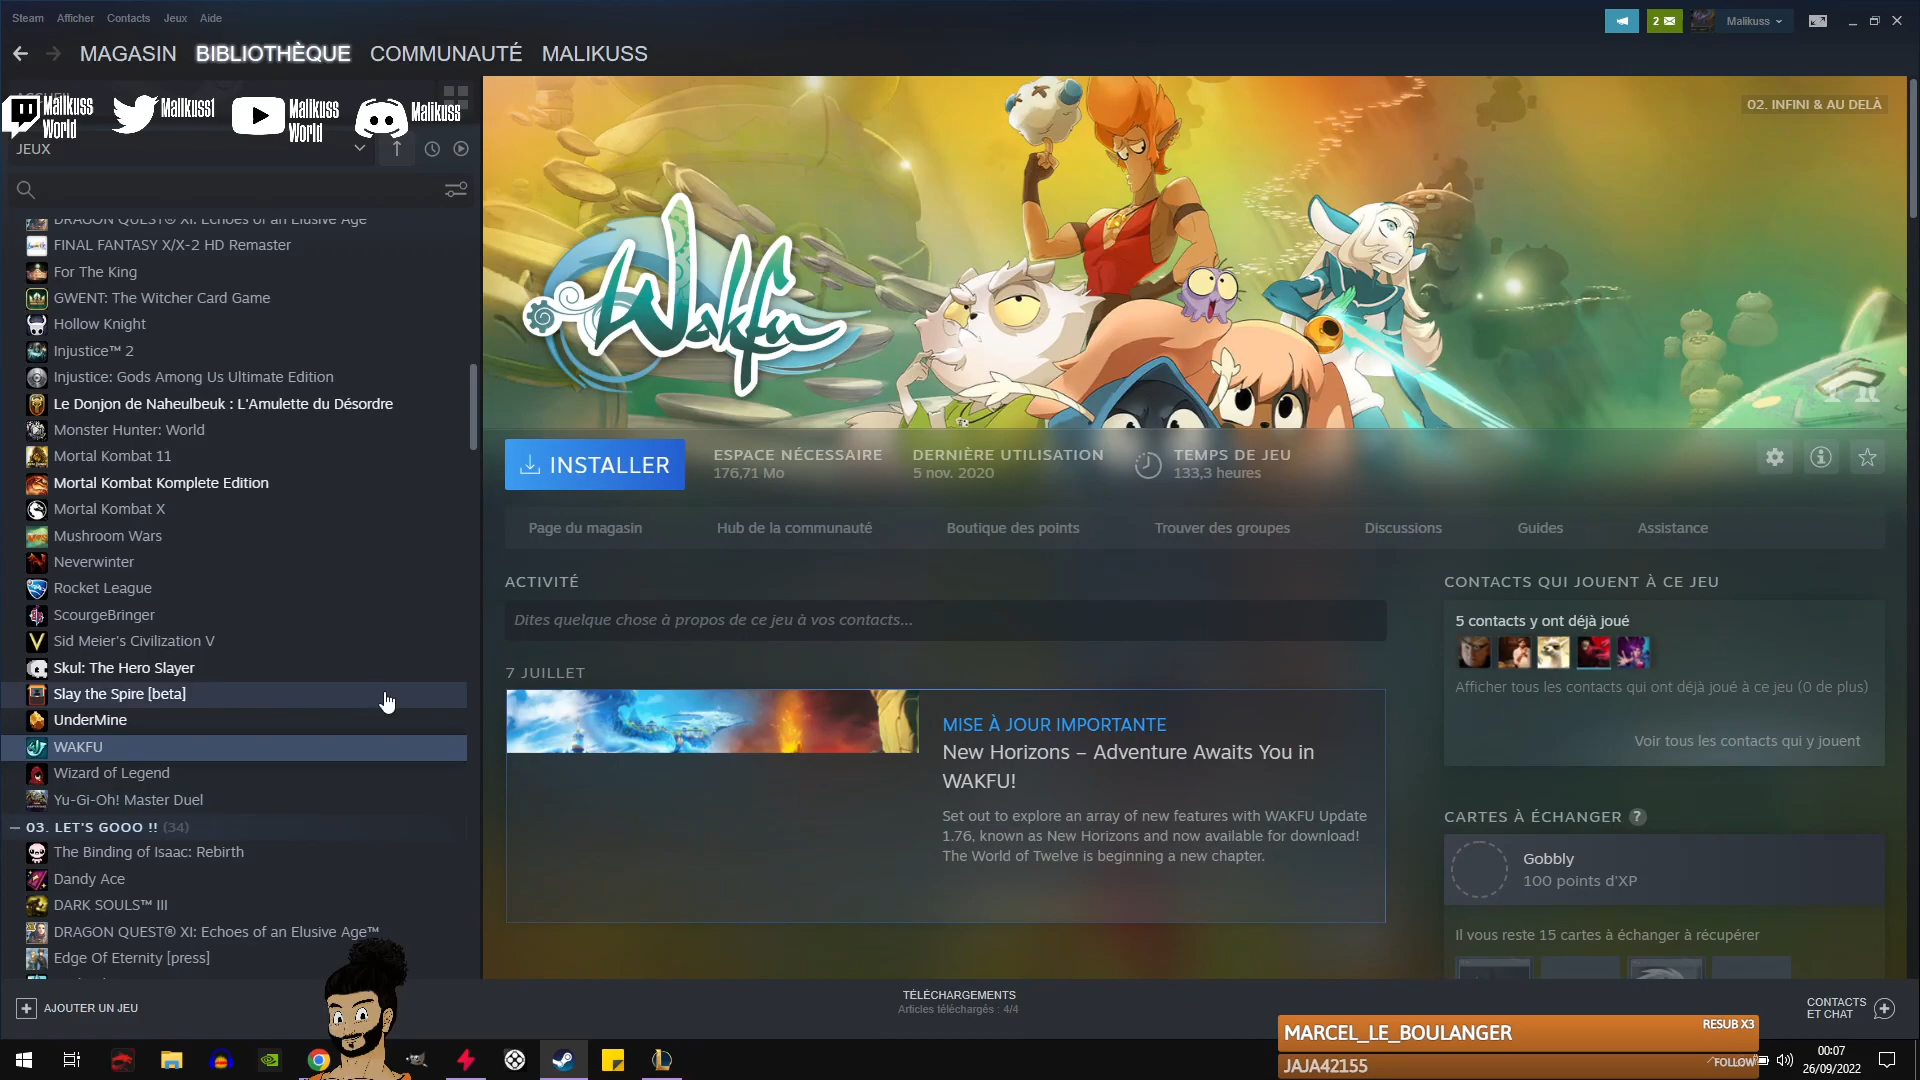 Steam Afficher Contacts Jeux Aide
2
Malikuss
MAGASIN BIBLIOTHÈQUE COMMUNAUTÉ MALIKUSS
Malikuss World
Malikuss1
Malikuss World
Malikuss
JEUX
DRAGON QUEST® XI: Echoes of an Elusive Age
FINAL FANTASY X/X-2 HD Remaster
For The King
GWENT: The Witcher Card Game
Hollow Knight
Injustice™ 2
Injustice: Gods Among Us Ultimate Edition
Le Donjon de Naheulbeuk : L'Amulette du Désordre
Monster Hunter: World
Mortal Kombat 11
Mortal Kombat Komplete Edition
Mortal Kombat X
Mushroom Wars
Neverwinter
Rocket League
ScourgeBringer
Sid Meier's Civilization V
Skul: The Hero Slayer
Slay the Spire [beta]
UnderMine
WAKFU
Wizard of Legend
Yu-Gi-Oh! Master Duel
03. LET'S GOOO !! (34)
The Binding of Isaac: Rebirth
Dandy Ace
DARK SOULS™ III
DRAGON QUEST® XI: Echoes of an Elusive Age™
Edge Of Eternity [press]
AJOUTER UN JEU
02. INFINI & AU DELÀ
Wakfu
INSTALLER
ESPACE NÉCESSAIRE
176,71 Mo
DERNIÈRE UTILISATION
5 nov. 2020
TEMPS DE JEU
133,3 heures
Page du magasin Hub de la communauté Boutique des points Trouver des groupes Discussions Guides Assistance
ACTIVITÉ
Dites quelque chose à propos de ce jeu à vos contacts...
7 JUILLET
MISE À JOUR IMPORTANTE
New Horizons – Adventure Awaits You in
WAKFU!
Set out to explore an array of new features with WAKFU Update
1.76, known as New Horizons and now available for download!
The World of Twelve is beginning a new chapter.
CONTACTS QUI JOUENT À CE JEU
5 contacts y ont déjà joué
Afficher tous les contacts qui ont déjà joué à ce jeu (0 de plus)
Voir tous les contacts qui y jouent
CARTES À ÉCHANGER ?
Gobbly
100 points d'XP
Il vous reste 15 cartes à échanger à récupérer
TÉLÉCHARGEMENTS
Articles téléchargés : 4/4
CONTACTS
ET CHAT
MARCEL_LE_BOULANGER RESUB X3
JAJA42155 FOLLOW
00:07
26/09/2022